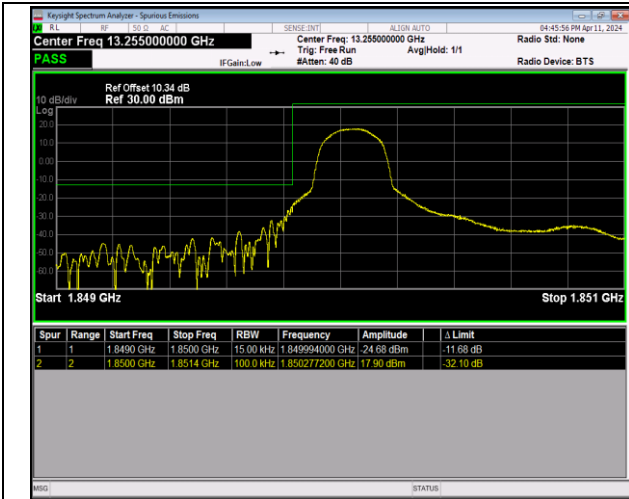 Keysight Spectrum Analyzer - Spurious Emissions
RL RF 50 Ω AC SENSE:INT ALIGN AUTO 04:45:56 PM Apr 11, 2024
Center Freq 13.255000000 GHz Center Freq: 13.255000000 GHz Radio Std: None
Trig: Free Run Avg|Hold: 1/1
PASS IFGain:Low #Atten: 40 dB Radio Device: BTS
Ref Offset 10.34 dB
10 dB/div Ref 30.00 dBm
Log
20.0
10.0
0.00
-10.0
-20.0
-30.0
-40.0
-50.0
-60.0
Start 1.849 GHz Stop 1.851 GHz
Spur Range Start Freq Stop Freq RBW Frequency Amplitude Δ Limit
1 1 1.8490 GHz 1.8500 GHz 15.00 kHz 1.849994000 GHz -24.68 dBm -11.68 dB
2 2 1.8500 GHz 1.8514 GHz 100.0 kHz 1.850277200 GHz 17.90 dBm -32.10 dB
MSG STATUS